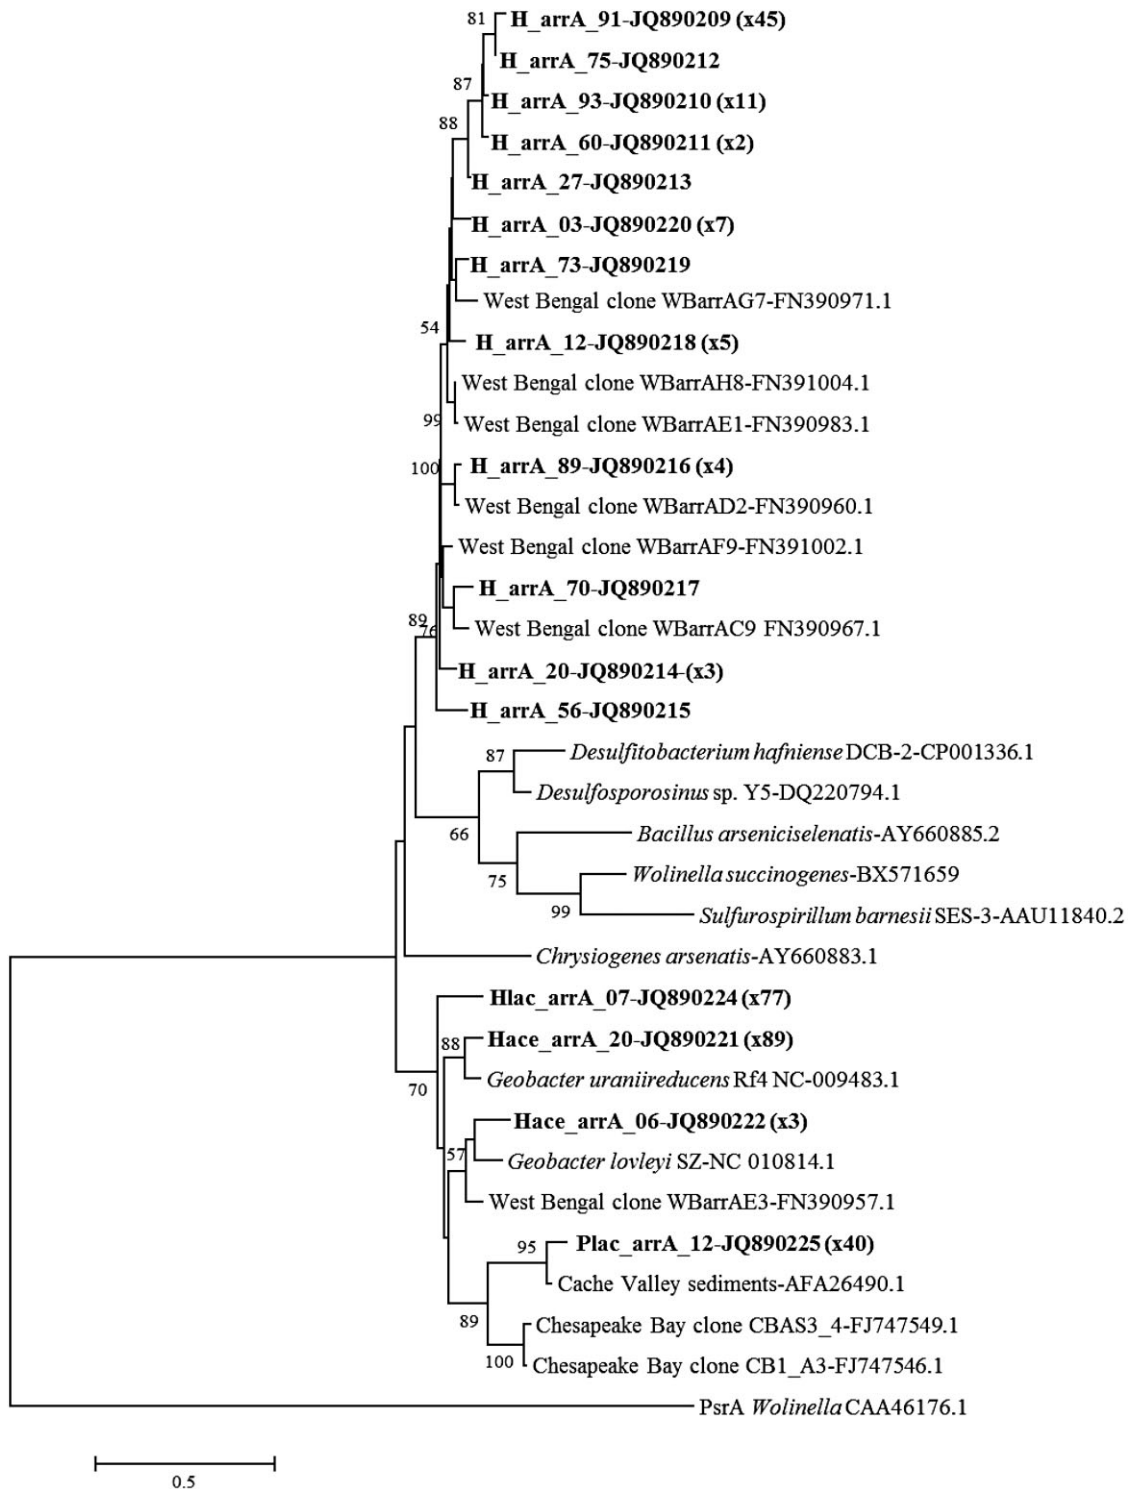 81
H_arrA_91-JQ890209 (x45)
H_arrA_75-JQ890212
87
H_arrA_93-JQ890210 (x11)
88
H_arrA_60-JQ890211 (x2)
H_arrA_27-JQ890213
H_arrA_03-JQ890220 (x7)
H_arrA_73-JQ890219
West Bengal clone WBarrAG7-FN390971.1
54
H_arrA_12-JQ890218 (x5)
West Bengal clone WBarrAH8-FN391004.1
99
West Bengal clone WBarrAE1-FN390983.1
100
H_arrA_89-JQ890216 (x4)
West Bengal clone WBarrAD2-FN390960.1
West Bengal clone WBarrAF9-FN391002.1
H_arrA_70-JQ890217
89
76
West Bengal clone WBarrAC9 FN390967.1
H_arrA_20-JQ890214-(x3)
H_arrA_56-JQ890215
87
Desulfitobacterium hafniense DCB-2-CP001336.1
Desulfosporosinus sp. Y5-DQ220794.1
66
Bacillus arseniciselenatis-AY660885.2
75
Wolinella succinogenes-BX571659
99
Sulfurospirillum barnesii SES-3-AAU11840.2
Chrysiogenes arsenatis-AY660883.1
Hlac_arrA_07-JQ890224 (x77)
88
Hace_arrA_20-JQ890221 (x89)
70
Geobacter uraniireducens Rf4 NC-009483.1
Hace_arrA_06-JQ890222 (x3)
57
Geobacter lovleyi SZ-NC 010814.1
West Bengal clone WBarrAE3-FN390957.1
95
Plac_arrA_12-JQ890225 (x40)
Cache Valley sediments-AFA26490.1
89
Chesapeake Bay clone CBAS3_4-FJ747549.1
100
Chesapeake Bay clone CB1_A3-FJ747546.1
PsrA Wolinella CAA46176.1
0.5